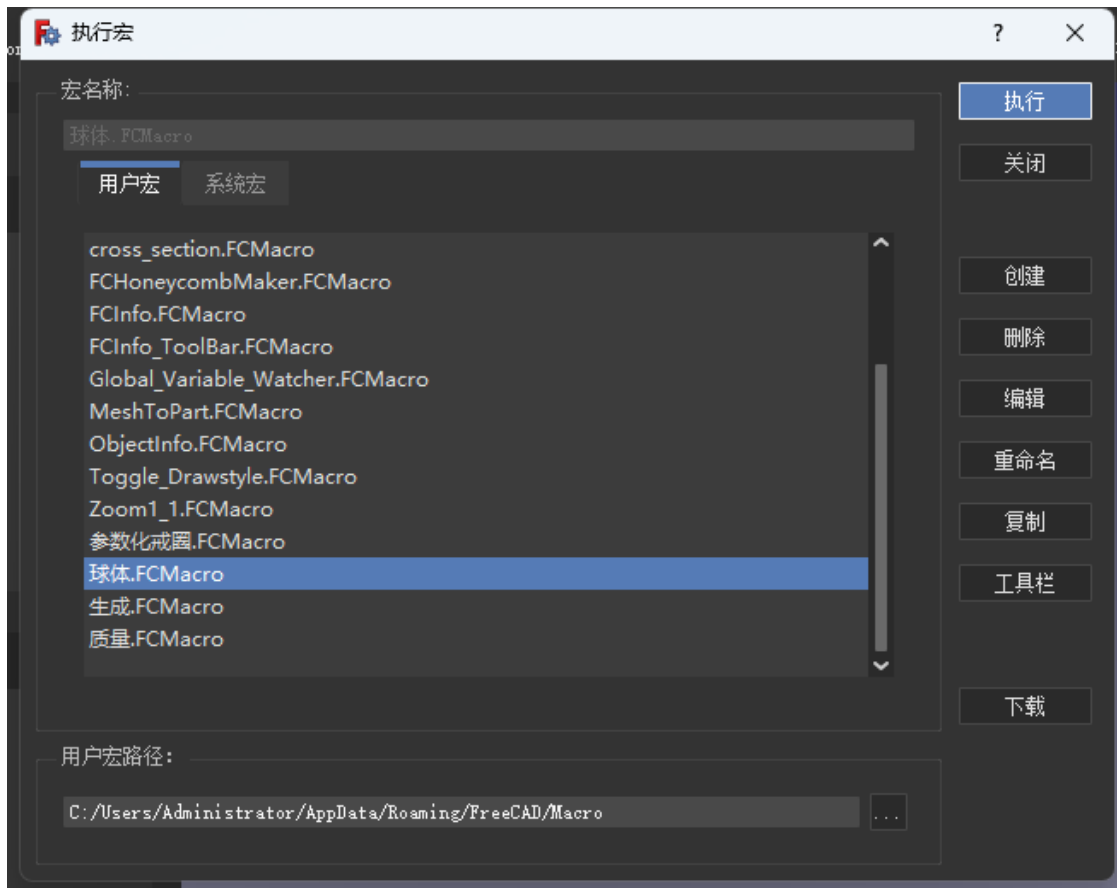 执行宏
宏名称:
球体.FCMacro
用户宏 系统宏
cross_section.FCMacro
FCHoneycombMaker.FCMacro
FCInfo.FCMacro
FCInfo_ToolBar.FCMacro
Global_Variable_Watcher.FCMacro
MeshToPart.FCMacro
ObjectInfo.FCMacro
Toggle_Drawstyle.FCMacro
Zoom1_1.FCMacro
参数化戒圈.FCMacro
球体.FCMacro
生成.FCMacro
质量.FCMacro
用户宏路径:
C:/Users/Administrator/AppData/Roaming/FreeCAD/Macro
...
执行
关闭
创建
删除
编辑
重命名
复制
工具栏
下载